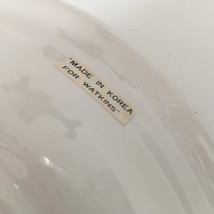 "MADE IN KOREA
FOR WATKINS"